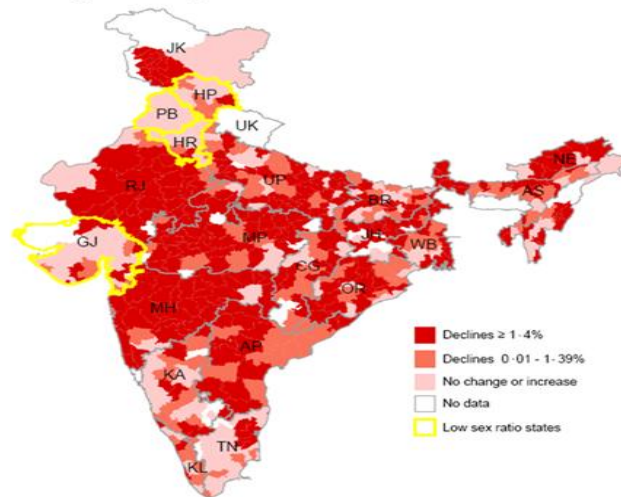 JK
HP
PB
UK
HR
RJ
UP
BR
AS
GJ
MP
JH
WB
CG
OR
MH
AP
KA
TN
KL
Declines ≥ 1·4%
Declines 0·01 - 1·39%
No change or increase
No data
Low sex ratio states